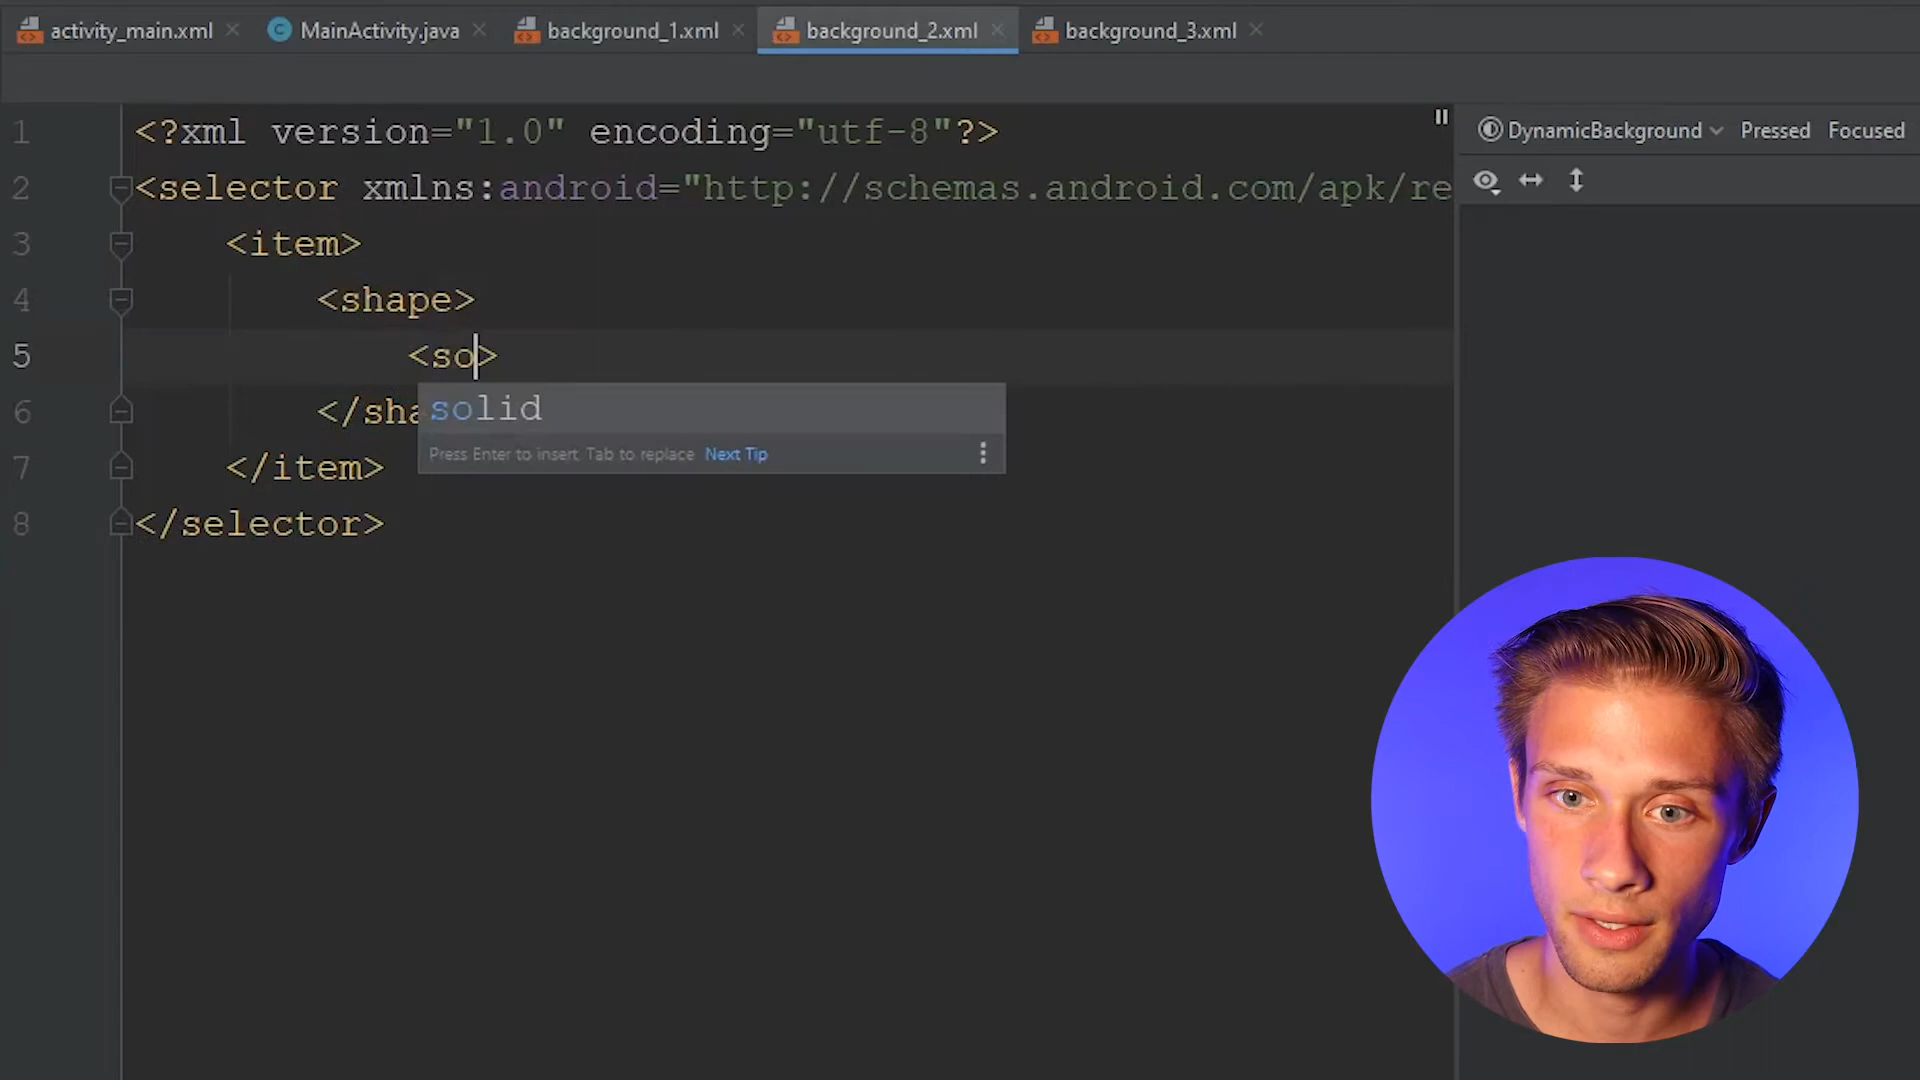 activity_main.xml MainActivity.java background_1.xml background_2.xml background_3.xml
DynamicBackground Pressed Focused
1 <?xml version="1.0" encoding="utf-8"?>
2 <selector xmlns:android="http://schemas.android.com/apk/re
3 <item>
4 <shape>
5 <so>
solid
Press Enter to insert, Tab to replace Next Tip
6 </sha
7 </item>
8 </selector>